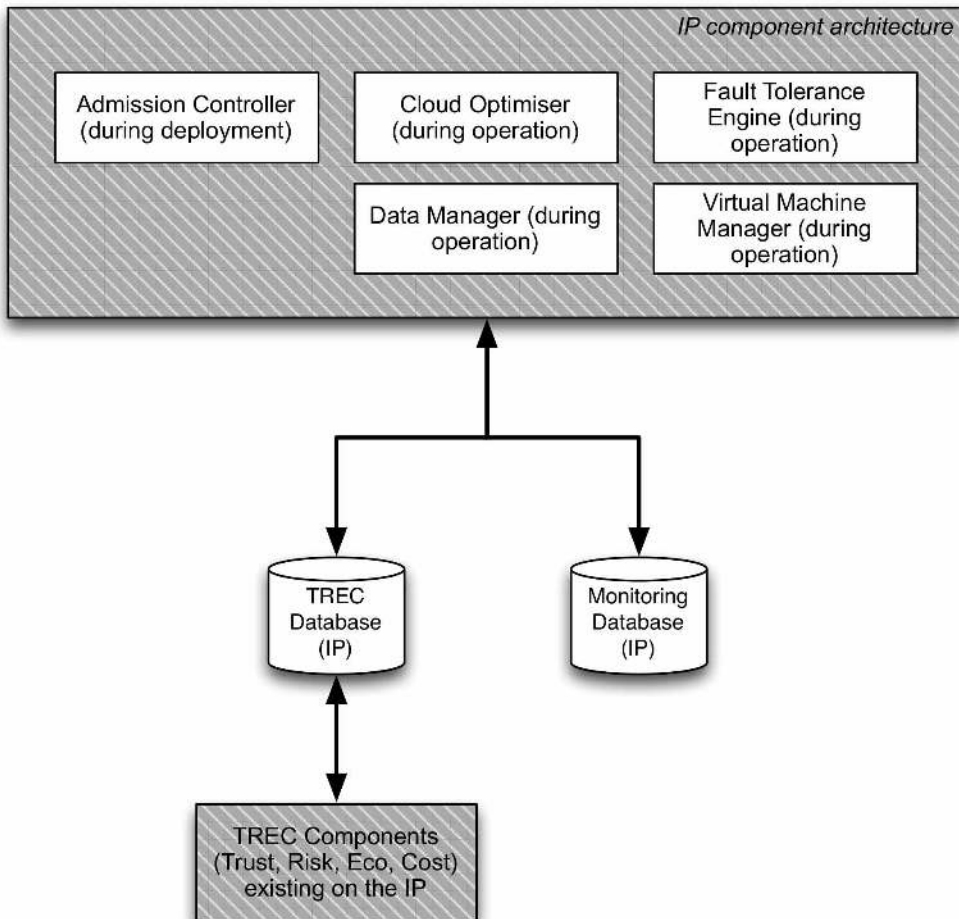 IP component architecture
Admission Controller
(during deployment)
Cloud Optimiser
(during operation)
Fault Tolerance
Engine (during
operation)
Data Manager (during
operation)
Virtual Machine
Manager (during
operation)
TREC
Database
(IP)
Monitoring
Database
(IP)
TREC Components
(Trust, Risk, Eco, Cost)
existing on the IP